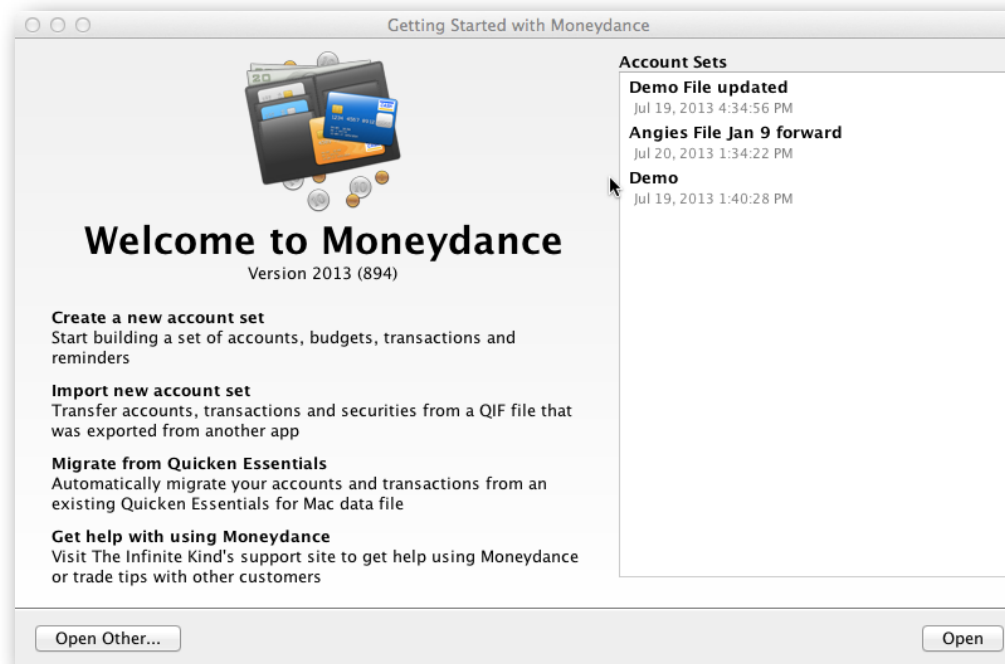 Getting Started with Moneydance
Welcome to Moneydance
Version 2013 (894)
Create a new account set
Start building a set of accounts, budgets, transactions and
reminders
Import new account set
Transfer accounts, transactions and securities from a QIF file that
was exported from another app
Migrate from Quicken Essentials
Automatically migrate your accounts and transactions from an
existing Quicken Essentials for Mac data file
Get help with using Moneydance
Visit The Infinite Kind's support site to get help using Moneydance
or trade tips with other customers
Account Sets
Demo File updated
Jul 19, 2013 4:34:56 PM
Angies File Jan 9 forward
Jul 20, 2013 1:34:22 PM
Demo
Jul 19, 2013 1:40:28 PM
Open Other...
Open